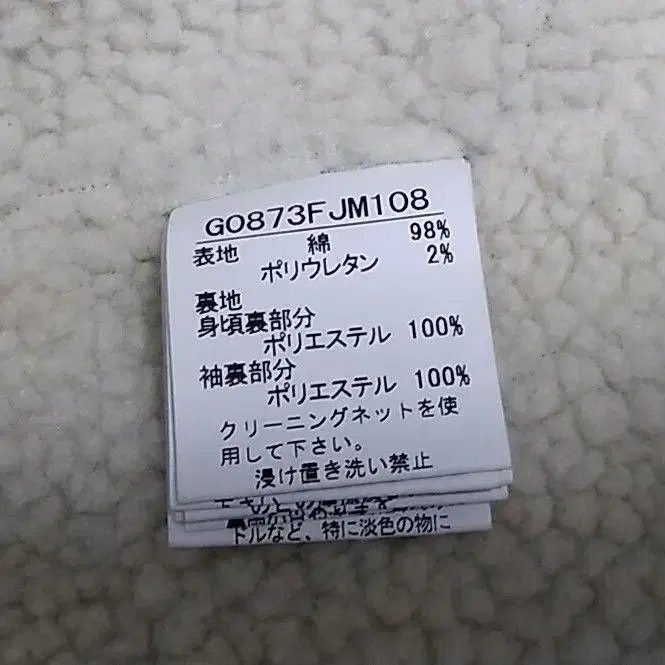 GO873FJM108
表地 綿 98%
ポリウレタン 2%
裏地
身頃裏部分
ポリエステル 100%
袖裏部分
ポリエステル 100%
クリーニングネットを使
用して下さい。
浸け置き洗い禁止
トルなど、特に淡色の物に